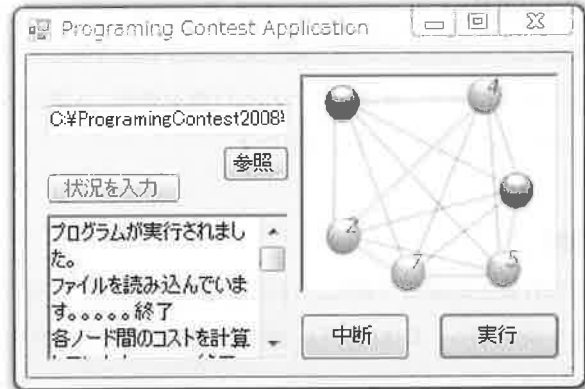 Programing Contest Application
C:¥ProgramingContest2008¥
参照
状況を入力
プログラムが実行されまし
た。
ファイルを読み込んでいま
す。。。。。終了
各ノード間のコストを計算
4
2
7
5
中断
実行